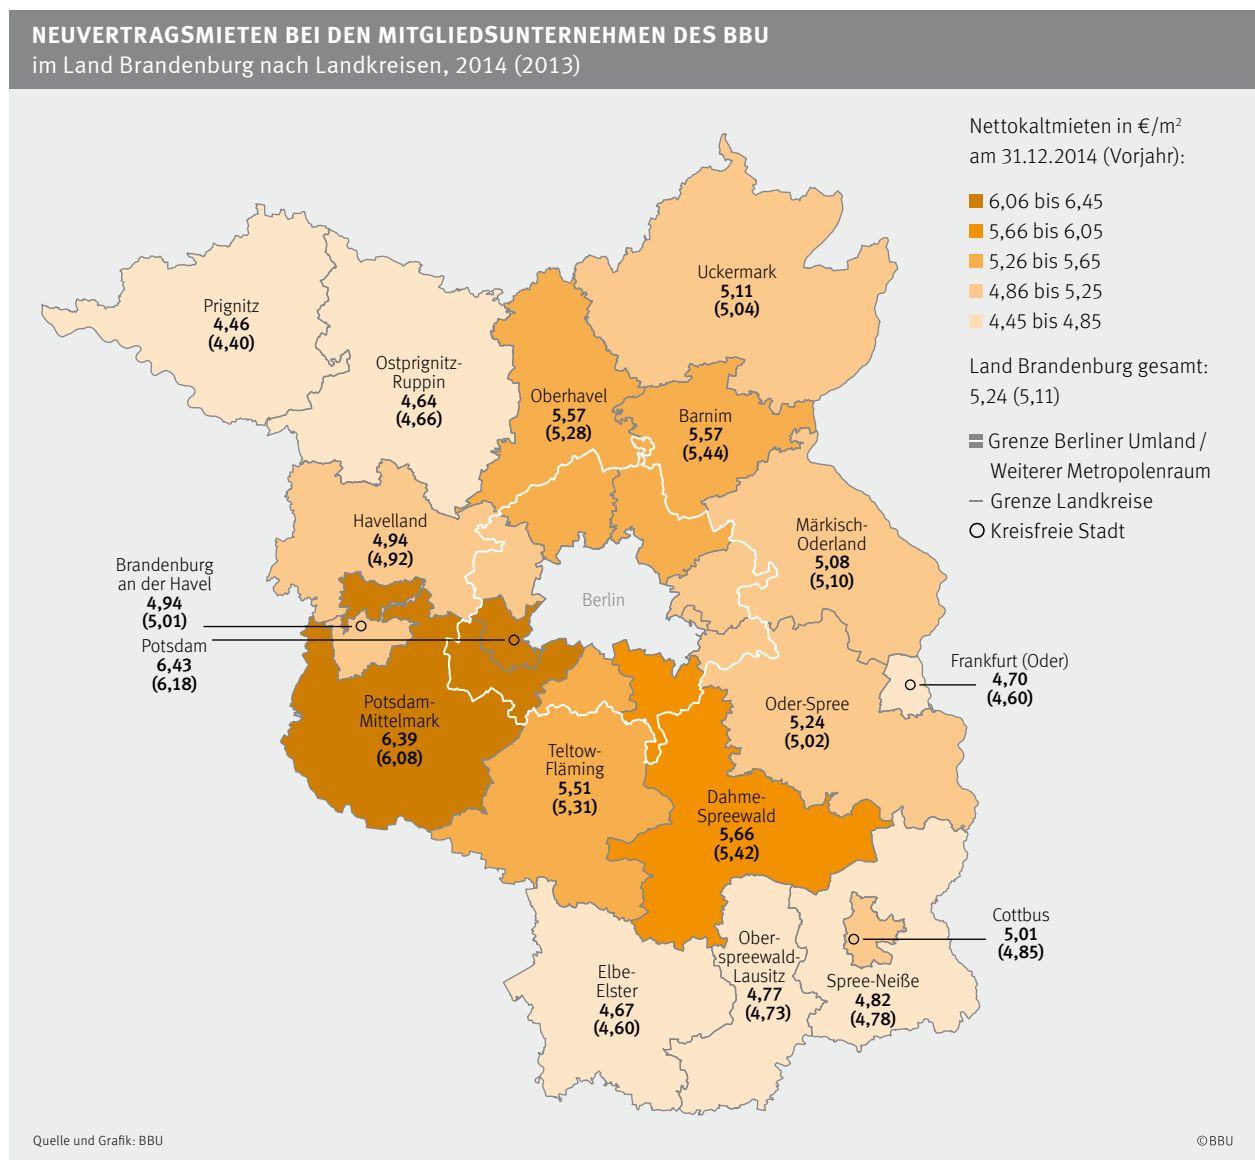 NEUVERTRAGSMIETEN BEI DEN MITGLIEDSUNTERNEHMEN DES BBU
im Land Brandenburg nach Landkreisen, 2014 (2013)
Nettokaltmieten in €/m²
am 31.12.2014 (Vorjahr):
6,06 bis 6,45
5,66 bis 6,05
5,26 bis 5,65
4,86 bis 5,25
4,45 bis 4,85
Land Brandenburg gesamt:
5,24 (5,11)
Grenze Berliner Umland /
Weiterer Metropolenraum
Grenze Landkreise
Kreisfreie Stadt
Uckermark
5,11
(5,04)
Prignitz
4,46
(4,40)
Ostprignitz-
Ruppin
4,64
(4,66)
Oberhavel
5,57
(5,28)
Barnim
5,57
(5,44)
Havelland
4,94
(4,92)
Märkisch-
Oderland
5,08
(5,10)
Brandenburg
an der Havel
4,94
(5,01)
Berlin
Potsdam
6,43
(6,18)
Frankfurt (Oder)
4,70
(4,60)
Potsdam-
Mittelmark
6,39
(6,08)
Oder-Spree
5,24
(5,02)
Teltow-
Fläming
5,51
(5,31)
Dahme-
Spreewald
5,66
(5,42)
Cottbus
5,01
(4,85)
Ober-
spreewald-
Lausitz
4,77
(4,73)
Elbe-
Elster
4,67
(4,60)
Spree-Neiße
4,82
(4,78)
Quelle und Grafik: BBU
©BBU